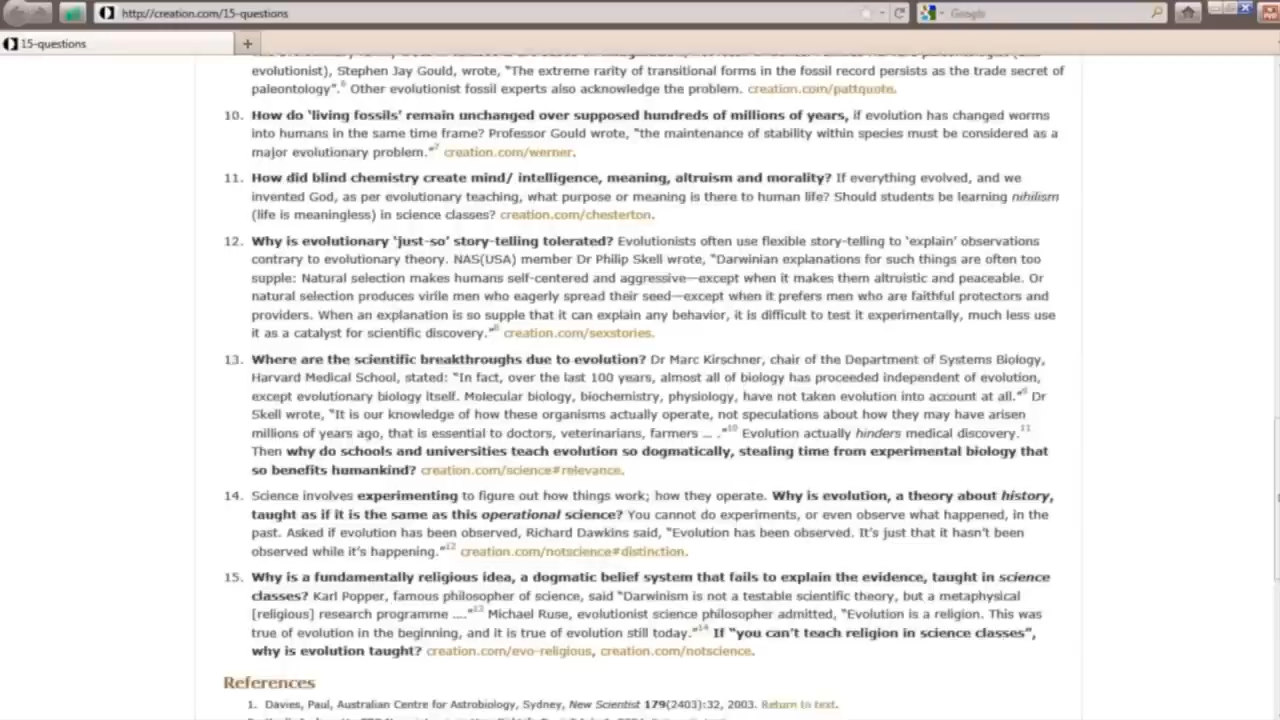 http://creation.com/15-questions
Google
15-questions
evolutionist), Stephen Jay Gould, wrote, "The extreme rarity of transitional forms in the fossil record persists as the trade secret of
paleontology".6 Other evolutionist fossil experts also acknowledge the problem. creation.com/pattquote.
10. How do 'living fossils' remain unchanged over supposed hundreds of millions of years, if evolution has changed worms
into humans in the same time frame? Professor Gould wrote, "the maintenance of stability within species must be considered as a
major evolutionary problem."7 creation.com/werner.
11. How did blind chemistry create mind/ intelligence, meaning, altruism and morality? If everything evolved, and we
invented God, as per evolutionary teaching, what purpose or meaning is there to human life? Should students be learning nihilism
(life is meaningless) in science classes? creation.com/chesterton.
12. Why is evolutionary 'just-so' story-telling tolerated? Evolutionists often use flexible story-telling to 'explain' observations
contrary to evolutionary theory. NAS(USA) member Dr Philip Skell wrote, "Darwinian explanations for such things are often too
supple: Natural selection makes humans self-centered and aggressive—except when it makes them altruistic and peaceable. Or
natural selection produces virile men who eagerly spread their seed—except when it prefers men who are faithful protectors and
providers. When an explanation is so supple that it can explain any behavior, it is difficult to test it experimentally, much less use
it as a catalyst for scientific discovery."8 creation.com/sexstories.
13. Where are the scientific breakthroughs due to evolution? Dr Marc Kirschner, chair of the Department of Systems Biology,
Harvard Medical School, stated: "In fact, over the last 100 years, almost all of biology has proceeded independent of evolution,
except evolutionary biology itself. Molecular biology, biochemistry, physiology, have not taken evolution into account at all."9 Dr
Skell wrote, "It is our knowledge of how these organisms actually operate, not speculations about how they may have arisen
millions of years ago, that is essential to doctors, veterinarians, farmers … ."10 Evolution actually hinders medical discovery.11
Then why do schools and universities teach evolution so dogmatically, stealing time from experimental biology that
so benefits humankind? creation.com/science#relevance.
14. Science involves experimenting to figure out how things work; how they operate. Why is evolution, a theory about history,
taught as if it is the same as this operational science? You cannot do experiments, or even observe what happened, in the
past. Asked if evolution has been observed, Richard Dawkins said, "Evolution has been observed. It's just that it hasn't been
observed while it's happening."12 creation.com/notscience#distinction.
15. Why is a fundamentally religious idea, a dogmatic belief system that fails to explain the evidence, taught in science
classes? Karl Popper, famous philosopher of science, said "Darwinism is not a testable scientific theory, but a metaphysical
[religious] research programme ...."13 Michael Ruse, evolutionist science philosopher admitted, "Evolution is a religion. This was
true of evolution in the beginning, and it is true of evolution still today."14 If "you can't teach religion in science classes",
why is evolution taught? creation.com/evo-religious, creation.com/notscience.
References
1. Davies, Paul, Australian Centre for Astrobiology, Sydney, New Scientist 179(2403):32, 2003. Return to text.